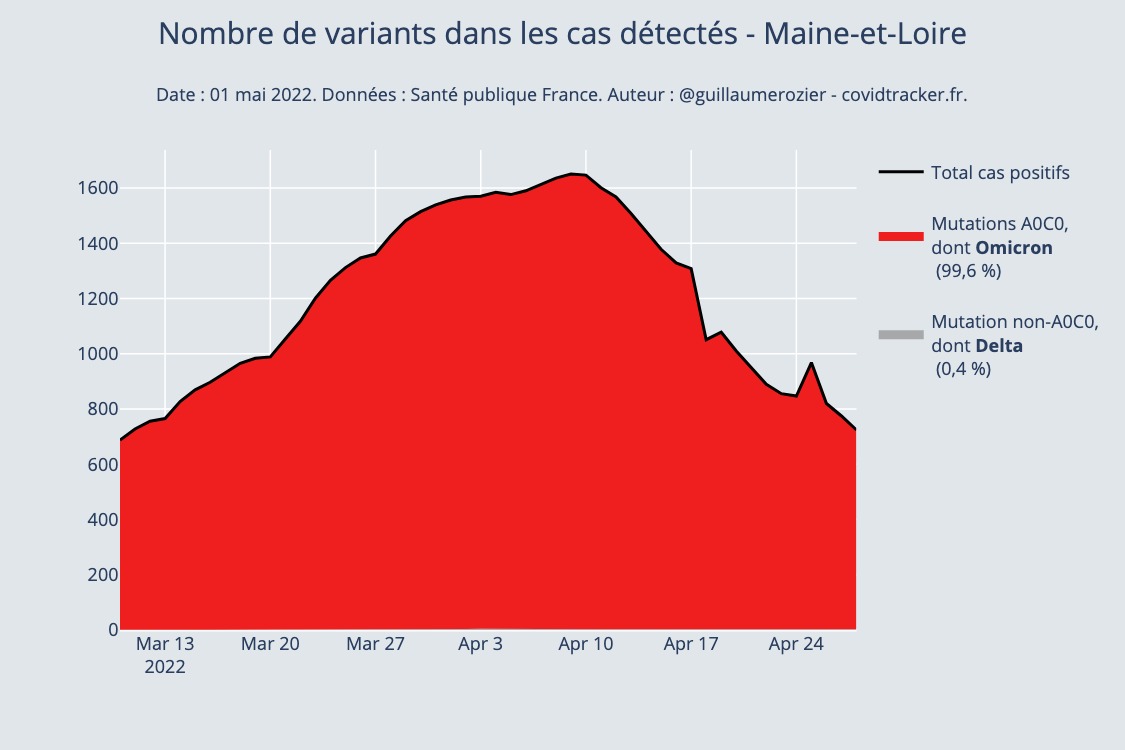 Nombre de variants dans les cas détectés - Maine-et-Loire
Date : 01 mai 2022. Données : Santé publique France. Auteur : @guillaumerozier - covidtracker.fr.
Total cas positifs
Mutations A0C0,
dont Omicron
(99,6 %)
Mutation non-A0C0,
dont Delta
(0,4 %)
1600
1400
1200
1000
800
600
400
200
0
Mar 13 Mar 20 Mar 27 Apr 3 Apr 10 Apr 17 Apr 24
2022